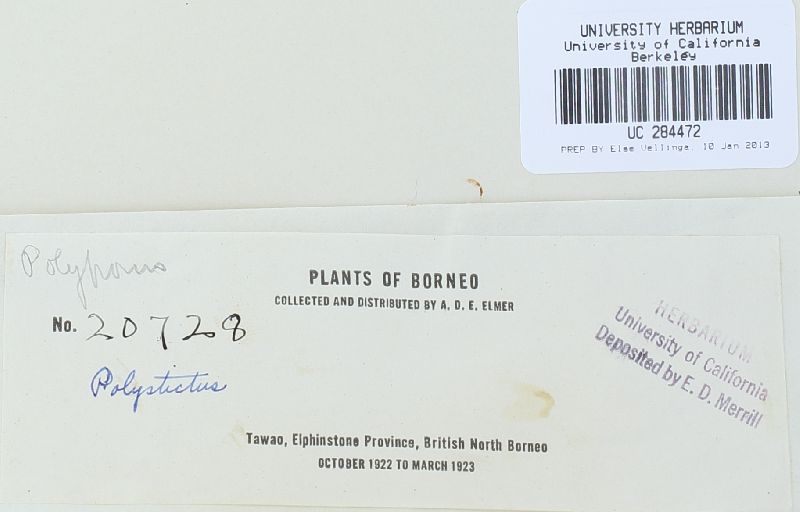 UNIVERSITY HERBARIUM
University of California
Berkeley
UC 284472
PREP BY Else Vellinga, 10 Jan 2013
Polyporus
PLANTS OF BORNEO
COLLECTED AND DISTRIBUTED BY A. D. E. ELMER
No. 20728
HERBARIUM
University of California
Deposited by E. D. Merrill
Polystictus
Tawao, Elphinstone Province, British North Borneo
OCTOBER 1922 TO MARCH 1923